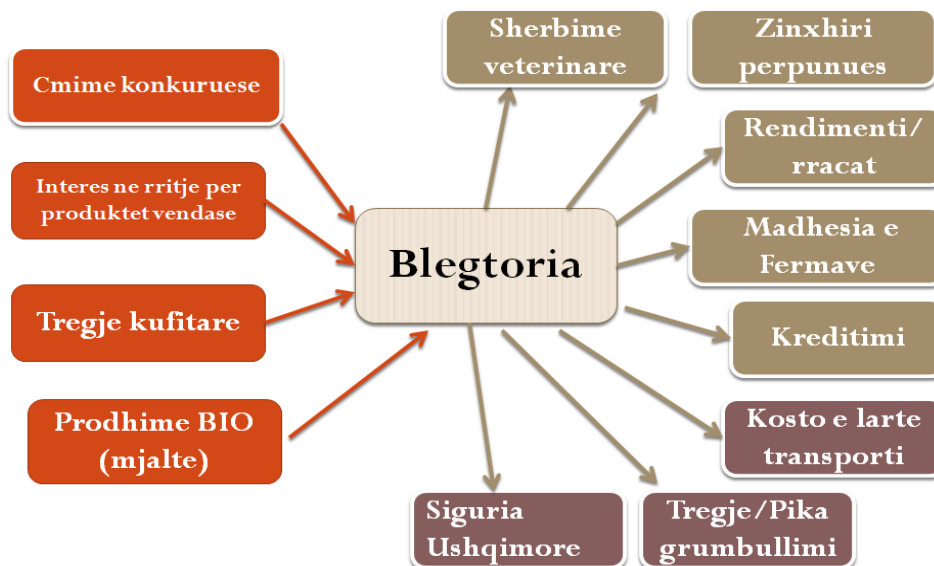 Cmime konkuruese
Interes ne rritje per
produktet vendase
Tregje kufitare
Prodhime BIO
(mjalte)
Blegtoria
Sherbime
veterinare
Zinxhiri
perpunues
Rendimenti/
rracat
Madhesia e
Fermave
Kreditimi
Kosto e larte
transporti
Tregje/Pika
grumbullimi
Siguria
Ushqimore